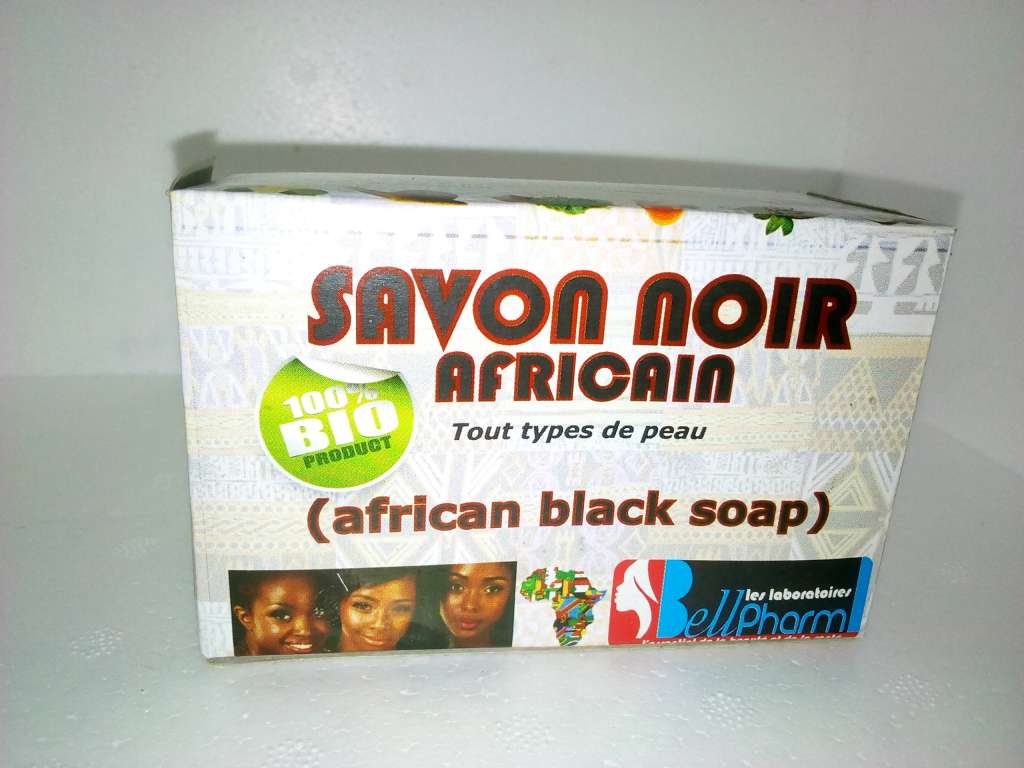 SAVON NOIR
AFRICAIN
Tout types de peau
100%
BIO
PRODUCT
(african black soap)
les laboratoires
BellPharm